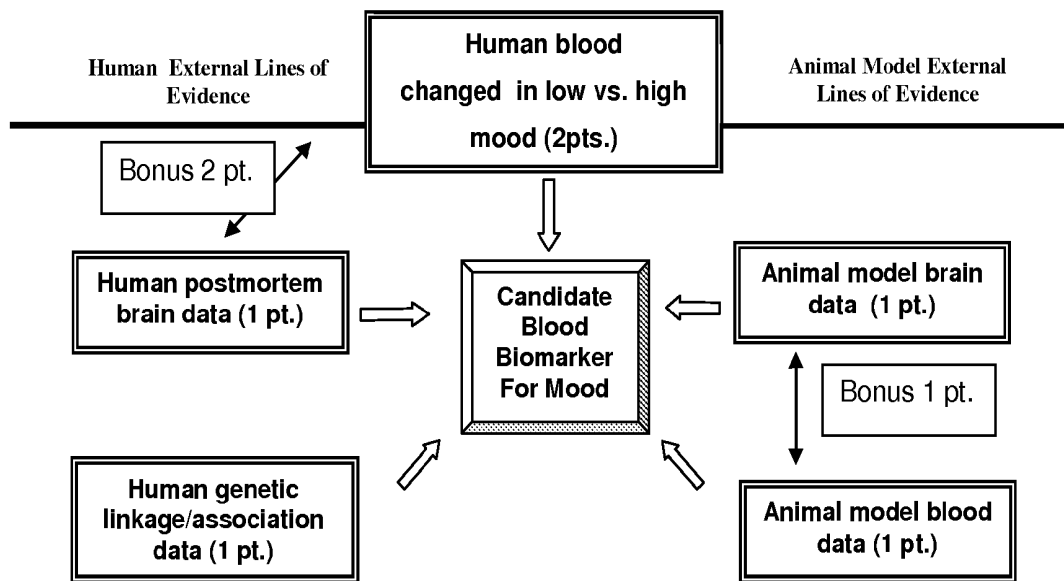 Human External Lines of
Evidence
Human blood
changed in low vs. high
mood (2pts.)
Animal Model External
Lines of Evidence
Bonus 2 pt.
Human postmortem
brain data (1 pt.)
Candidate
Blood
Biomarker
For Mood
Animal model brain
data (1 pt.)
Bonus 1 pt.
Human genetic
linkage/association
data (1 pt.)
Animal model blood
data (1 pt.)